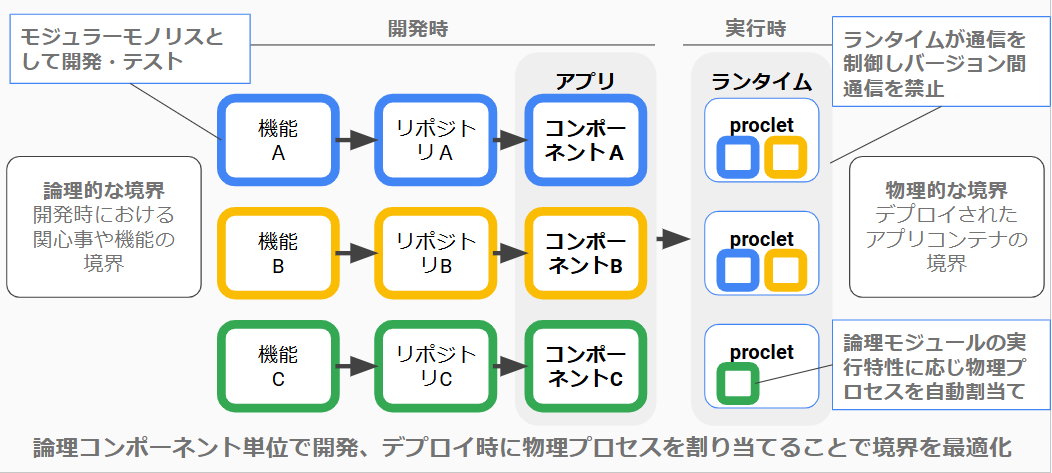 開発時
実行時
モジュラーモノリスと
して開発・テスト
ランタイムが通信を
制御しバージョン間
通信を禁止
アプリ
ランタイム
機能
A
リポジト
リA
コンポー
ネントA
proclet
論理的な境界
開発時における
関心事や機能の
境界
機能
B
リポジト
リB
コンポー
ネントB
proclet
物理的な境界
デプロイされた
アプリコンテナの
境界
機能
C
リポジト
リC
コンポー
ネントC
proclet
論理モジュールの実
行特性に応じ物理プ
ロセスを自動割当て
論理コンポーネント単位で開発、デプロイ時に物理プロセスを割り当てることで境界を最適化